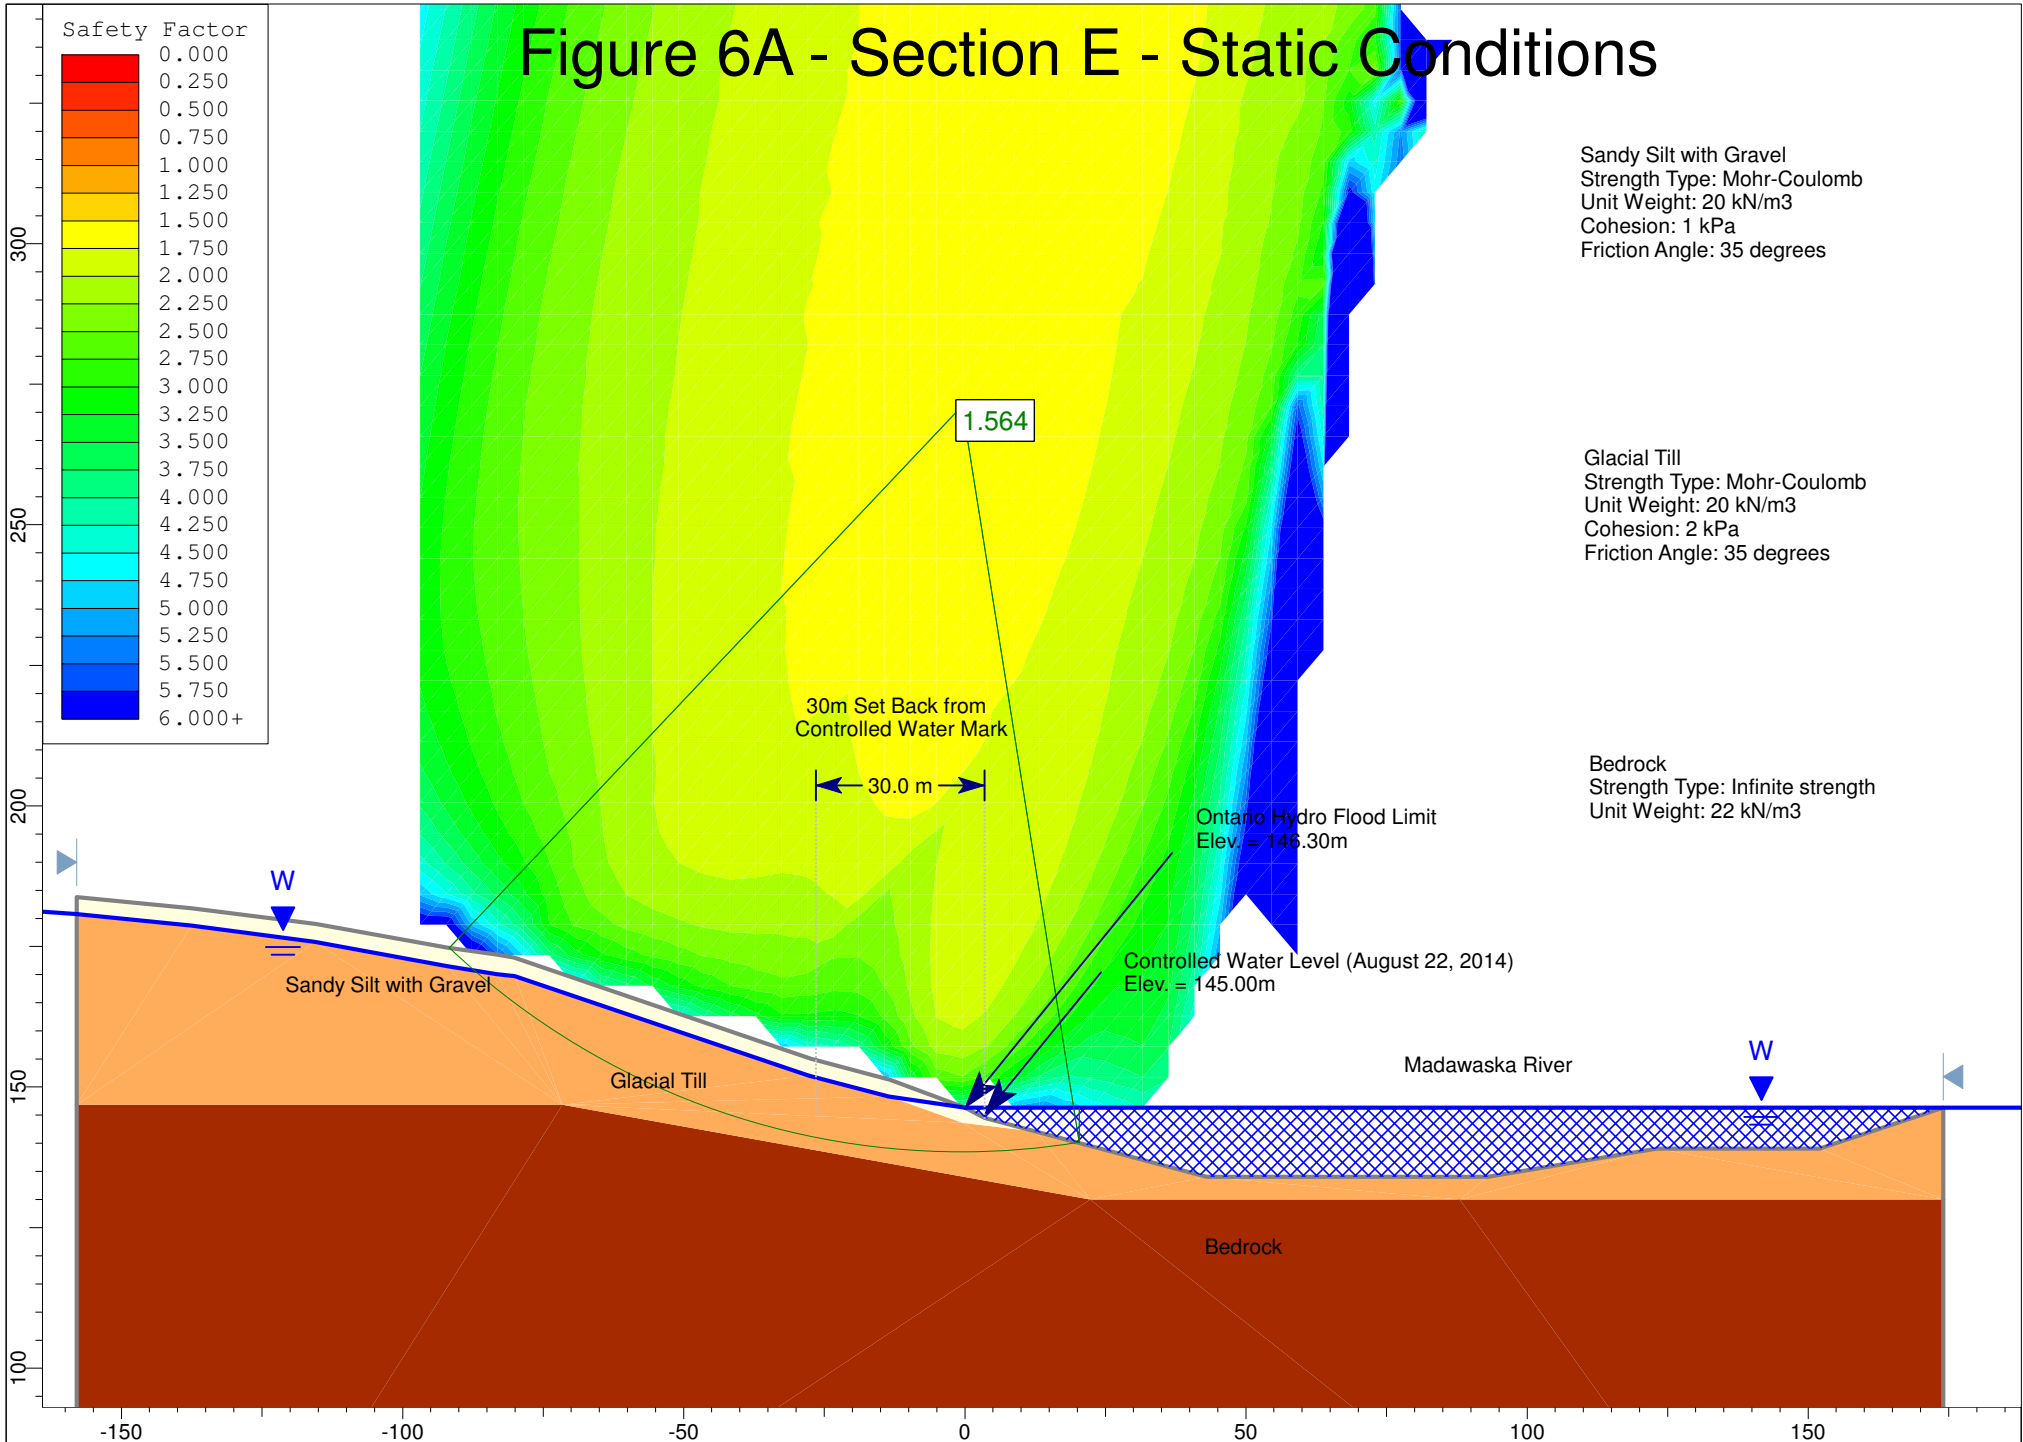 Figure 6A - Section E - Static Conditions
Safety Factor
0.000
0.250
0.500
0.750
1.000
1.250
1.500
1.750
2.000
2.250
2.500
2.750
3.000
3.250
3.500
3.750
4.000
4.250
4.500
4.750
5.000
5.250
5.500
5.750
6.000+
Sandy Silt with Gravel
Strength Type: Mohr-Coulomb
Unit Weight: 20 kN/m3
Cohesion: 1 kPa
Friction Angle: 35 degrees
Glacial Till
Strength Type: Mohr-Coulomb
Unit Weight: 20 kN/m3
Cohesion: 2 kPa
Friction Angle: 35 degrees
Bedrock
Strength Type: Infinite strength
Unit Weight: 22 kN/m3
1.564
30m Set Back from
Controlled Water Mark
30.0 m
Ontario Hydro Flood Limit
Elev. = 146.30m
Controlled Water Level (August 22, 2014)
Elev. = 145.00m
W
Sandy Silt with Gravel
Glacial Till
Madawaska River
W
Bedrock
300
250
200
150
100
-150
-100
-50
0
50
100
150